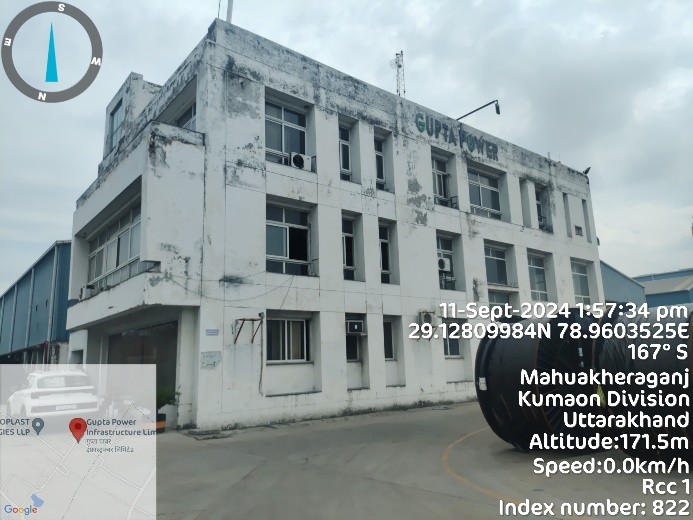 S
E
W
N
GUPTA POWER
11-Sept-2024 1:57:34 pm
29.12809984N 78.9603525E
167° S
Mahuakheraganj
Kumaon Division
Uttarakhand
Altitude:171.5m
Speed:0.0km/h
Rcc 1
Index number: 822
OPLAST
GIES LLP
Gupta Power
Infrastructure Lim
गुप्ता पावर
Google